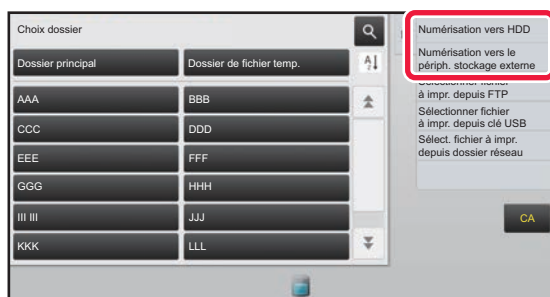 Choix dossier
Dossier principal
Dossier de fichier temp.
AAA
BBB
CCC
DDD
EEE
FFF
GGG
HHH
III III
JJJ
KKK
LLL
Numérisation vers HDD
Numérisation vers le
périph. stockage externe
Sélectionner fichier
à impr. depuis FTP
Sélectionner fichier
à impr. depuis clé USB
Sélect. fichier à impr.
depuis dossier réseau
CA